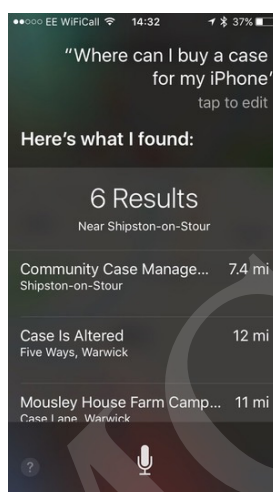 EE WiFiCall 14:32 37%
“Where can I buy a case
for my iPhone”
tap to edit
Here’s what I found:
6 Results
Near Shipston-on-Stour
Community Case Manage... 7.4 mi
Shipston-on-Stour
Case Is Altered 12 mi
Five Ways, Warwick
Mousley House Farm Camp... 11 mi
Case Lane, Warwick
?